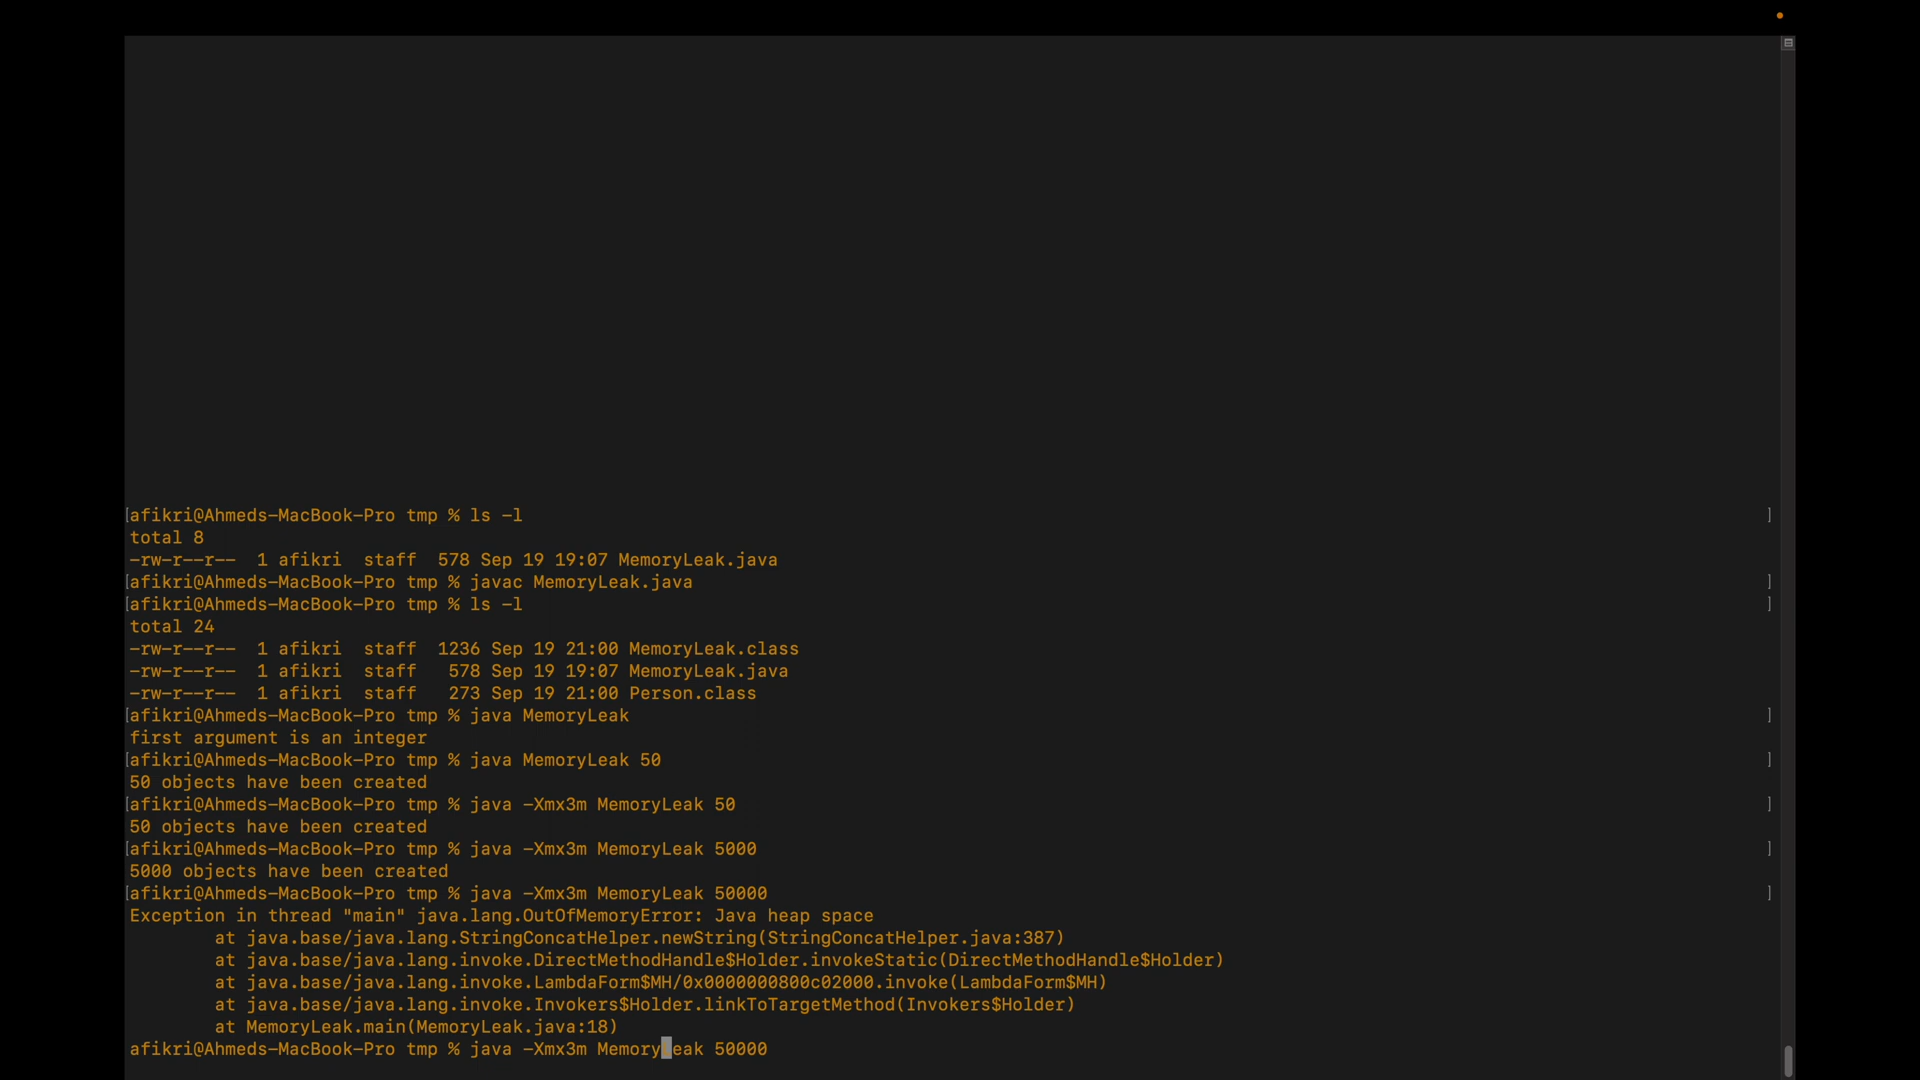 [afikri@Ahmeds-MacBook-Pro tmp % ls -l ]
total 8
-rw-r--r--  1 afikri  staff  578 Sep 19 19:07 MemoryLeak.java
[afikri@Ahmeds-MacBook-Pro tmp % javac MemoryLeak.java ]
[afikri@Ahmeds-MacBook-Pro tmp % ls -l ]
total 24
-rw-r--r--  1 afikri  staff  1236 Sep 19 21:00 MemoryLeak.class
-rw-r--r--  1 afikri  staff   578 Sep 19 19:07 MemoryLeak.java
-rw-r--r--  1 afikri  staff   273 Sep 19 21:00 Person.class
[afikri@Ahmeds-MacBook-Pro tmp % java MemoryLeak ]
first argument is an integer
[afikri@Ahmeds-MacBook-Pro tmp % java MemoryLeak 50 ]
50 objects have been created
[afikri@Ahmeds-MacBook-Pro tmp % java -Xmx3m MemoryLeak 50 ]
50 objects have been created
[afikri@Ahmeds-MacBook-Pro tmp % java -Xmx3m MemoryLeak 5000 ]
5000 objects have been created
[afikri@Ahmeds-MacBook-Pro tmp % java -Xmx3m MemoryLeak 50000 ]
Exception in thread "main" java.lang.OutOfMemoryError: Java heap space
        at java.base/java.lang.StringConcatHelper.newString(StringConcatHelper.java:387)
        at java.base/java.lang.invoke.DirectMethodHandle$Holder.invokeStatic(DirectMethodHandle$Holder)
        at java.base/java.lang.invoke.LambdaForm$MH/0x0000000800c02000.invoke(LambdaForm$MH)
        at java.base/java.lang.invoke.Invokers$Holder.linkToTargetMethod(Invokers$Holder)
        at MemoryLeak.main(MemoryLeak.java:18)
afikri@Ahmeds-MacBook-Pro tmp % java -Xmx3m MemoryLeak 50000